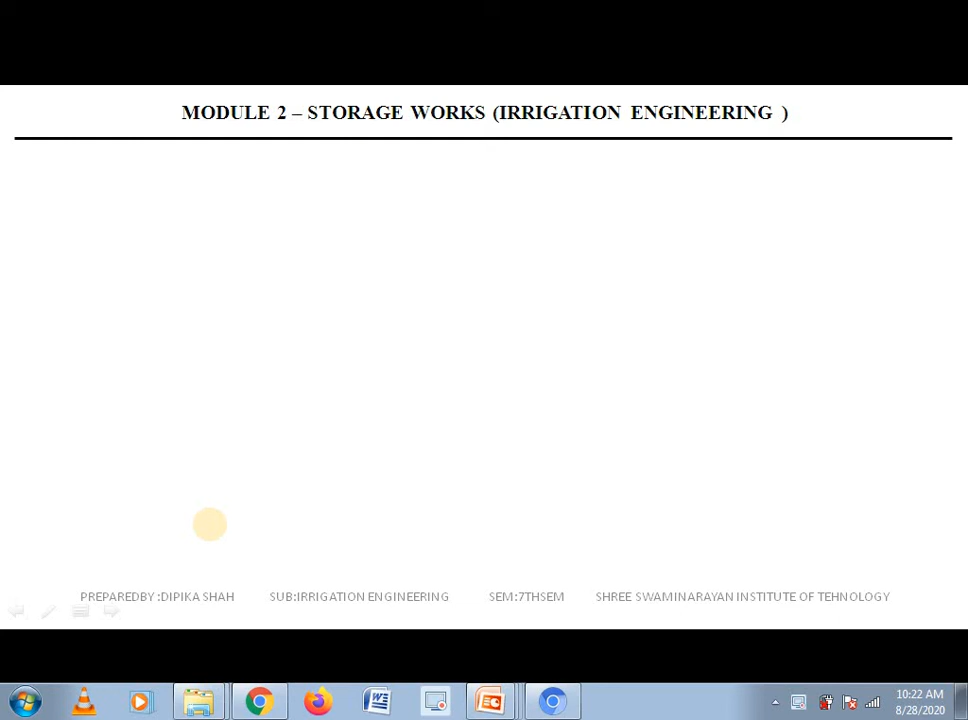 MODULE 2 – STORAGE WORKS (IRRIGATION ENGINEERING )
PREPAREDBY :DIPIKA SHAH SUB:IRRIGATION ENGINEERING SEM:7THSEM SHREE SWAMINARAYAN INSTITUTE OF TEHNOLOGY
10:22 AM
8/28/2020